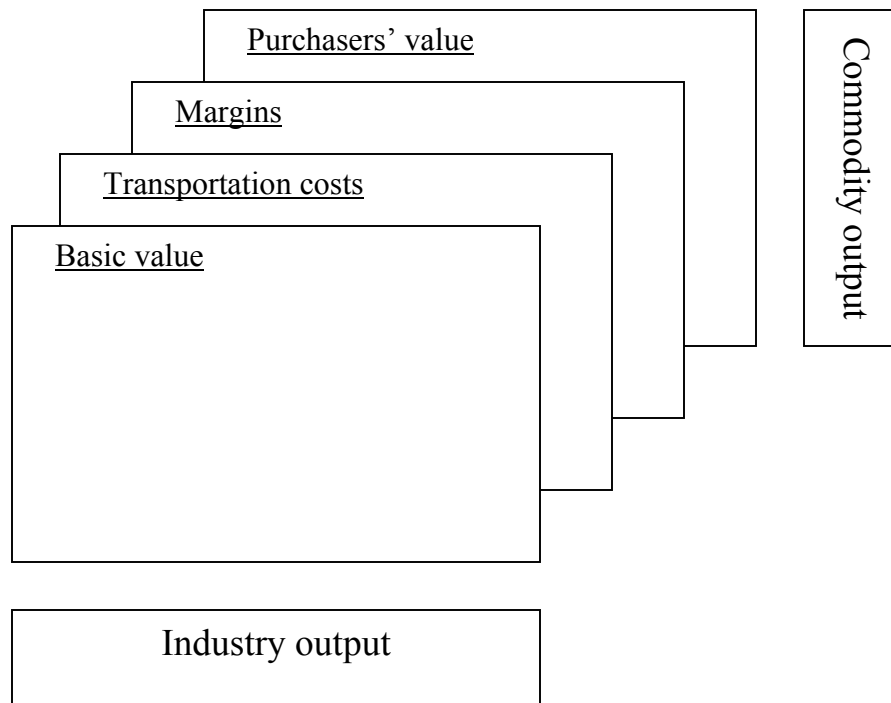 Purchasers’ value
Margins
Transportation costs
Basic value
Commodity output
Industry output